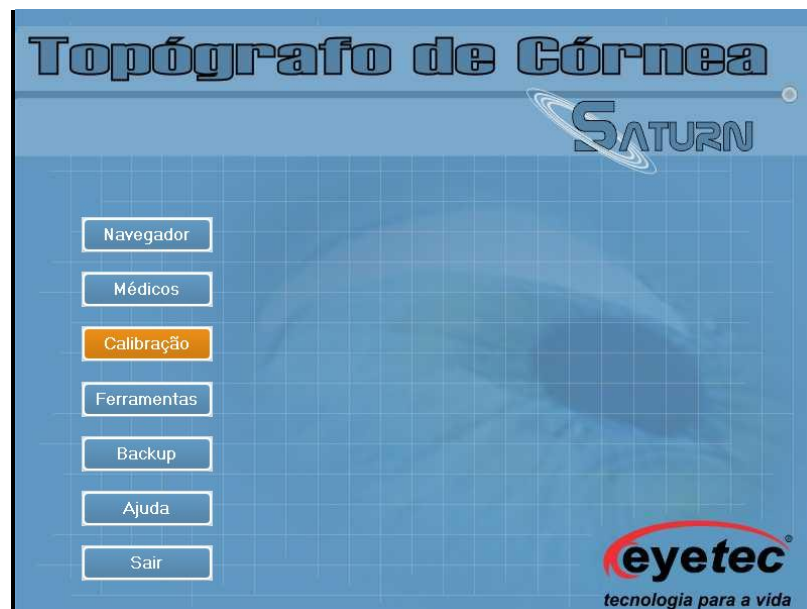 Topógrafo de Córnea
SATURN
Navegador
Médicos
Calibração
Ferramentas
Backup
Ajuda
Sair
eyetec®
tecnologia para a vida